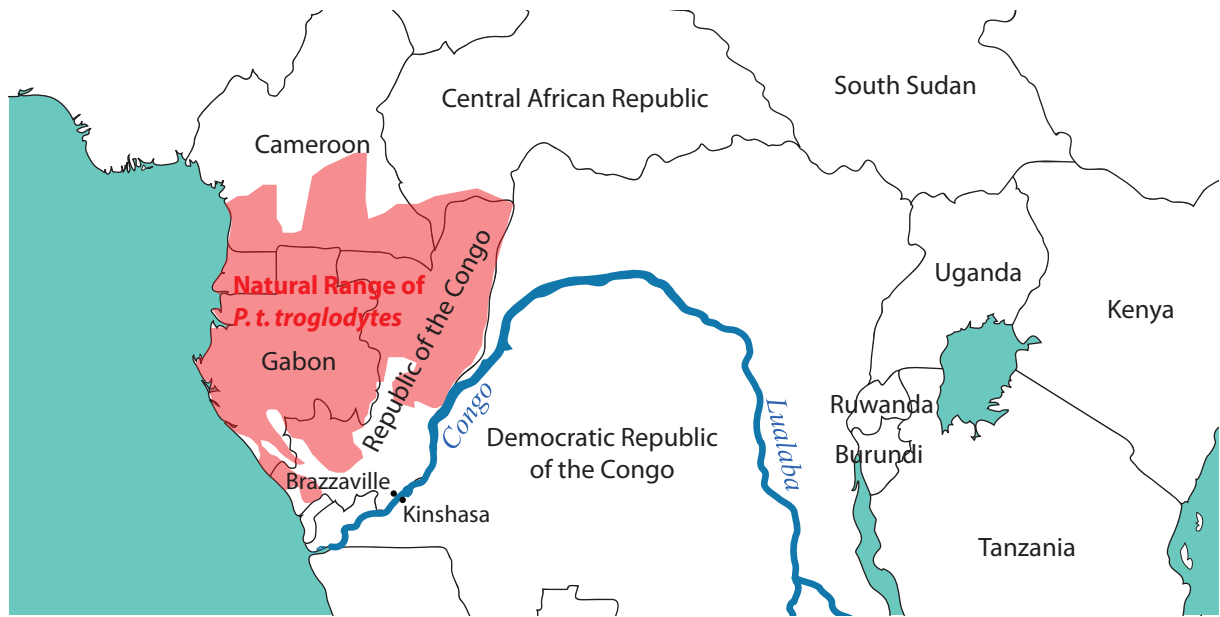 South Sudan
Central African Republic
Cameroon
Uganda
Natural Range of
P. t. troglodytes
Republic of the Congo
Kenya
Gabon
Ruwanda
Congo
Lualaba
Democratic Republic
of the Congo
Burundi
Brazzaville
Kinshasa
Tanzania